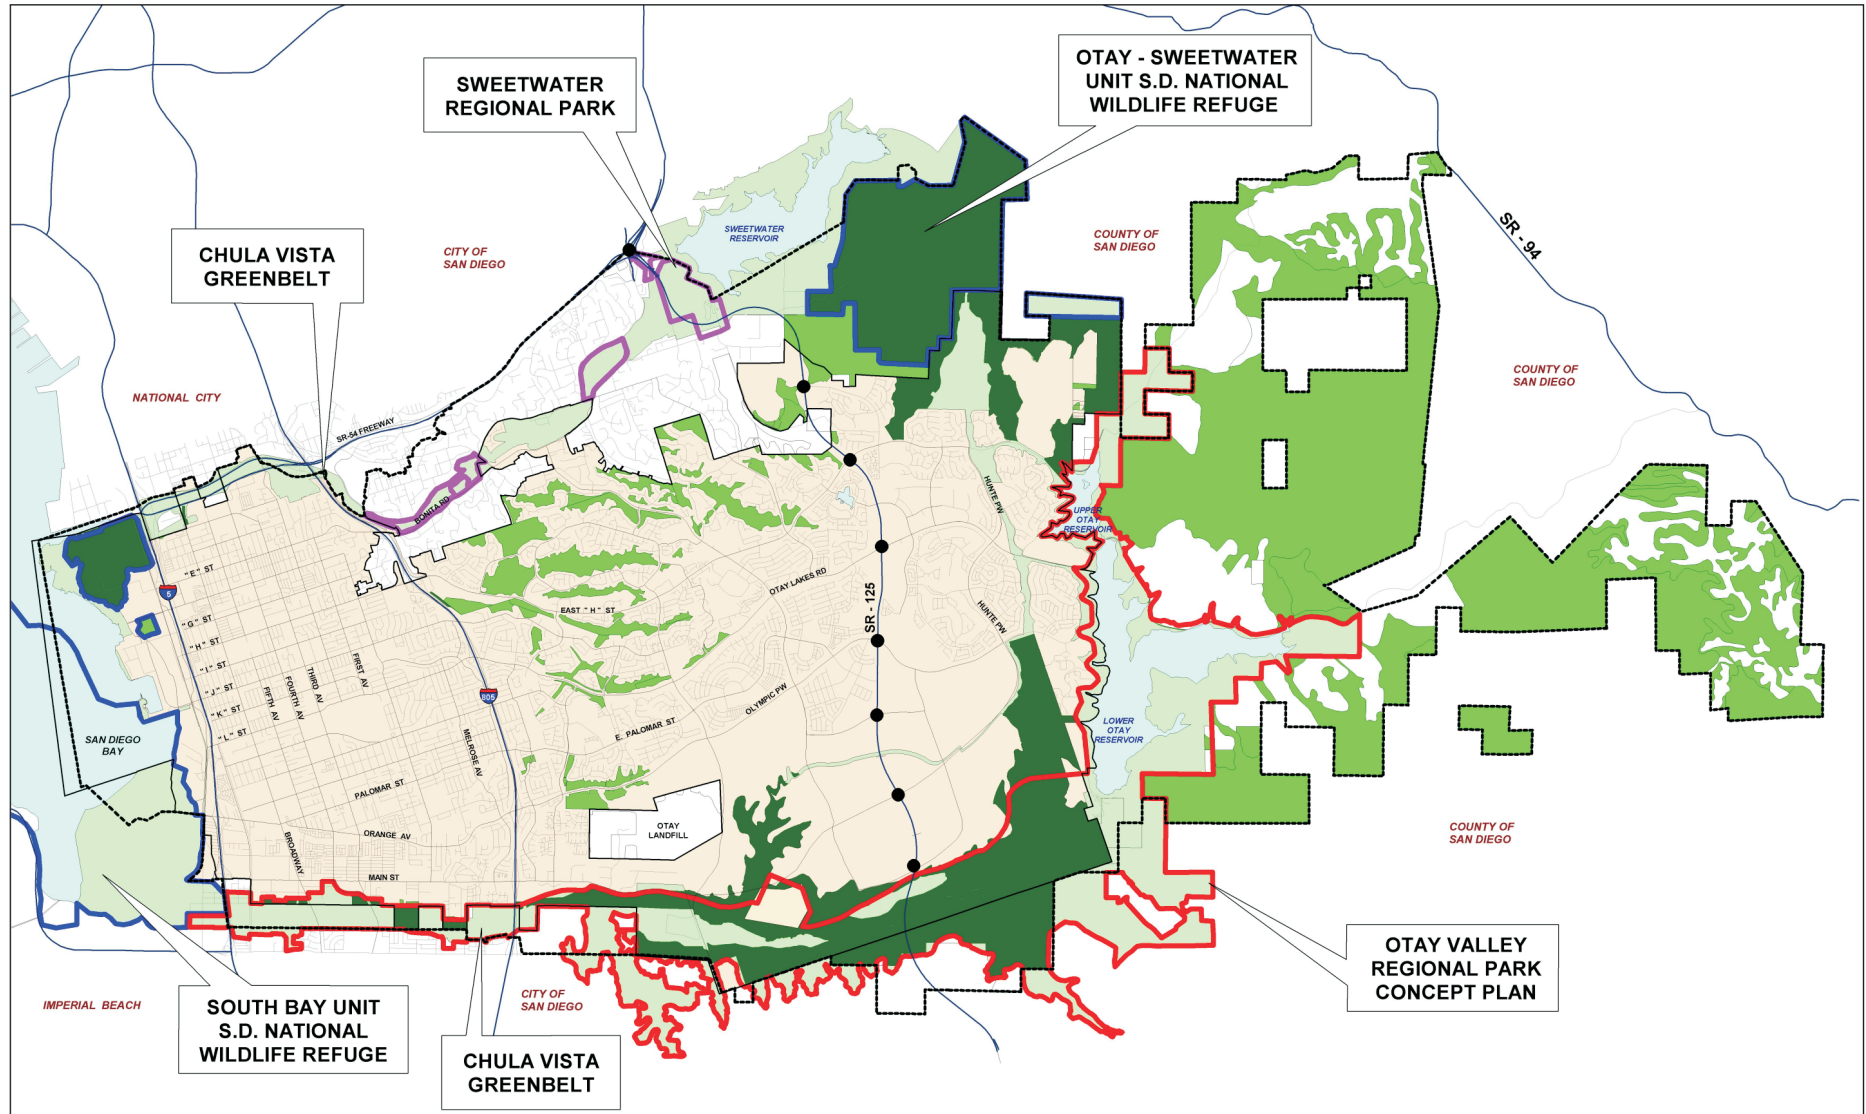 OTAY - SWEETWATER
UNIT S.D. NATIONAL
WILDLIFE REFUGE
SWEETWATER
REGIONAL PARK
CHULA VISTA
GREENBELT
CITY OF
SAN DIEGO
SWEETWATER
RESERVOIR
COUNTY OF
SAN DIEGO
SR - 94
COUNTY OF
SAN DIEGO
NATIONAL CITY
SR-54 FREEWAY
BONITA RD
HUNTE PW
UPPER
OTAY
RESERVOIR
"E" ST
5
"G" ST
"H" ST
"I" ST
"J" ST
"K" ST
"L" ST
FIRST AV
THIRD AV
FOURTH AV
FIFTH AV
EAST "H" ST
OTAY LAKES RD
SR - 125
HUNTE PW
805
OLYMPIC PW
E. PALOMAR ST
MELROSE AV
SAN DIEGO
BAY
LOWER
OTAY
RESERVOIR
PALOMAR ST
ORANGE AV
BROADWAY
MAIN ST
OTAY
LANDFILL
COUNTY OF
SAN DIEGO
OTAY VALLEY
REGIONAL PARK
CONCEPT PLAN
IMPERIAL BEACH
SOUTH BAY UNIT
S.D. NATIONAL
WILDLIFE REFUGE
CITY OF
SAN DIEGO
CHULA VISTA
GREENBELT